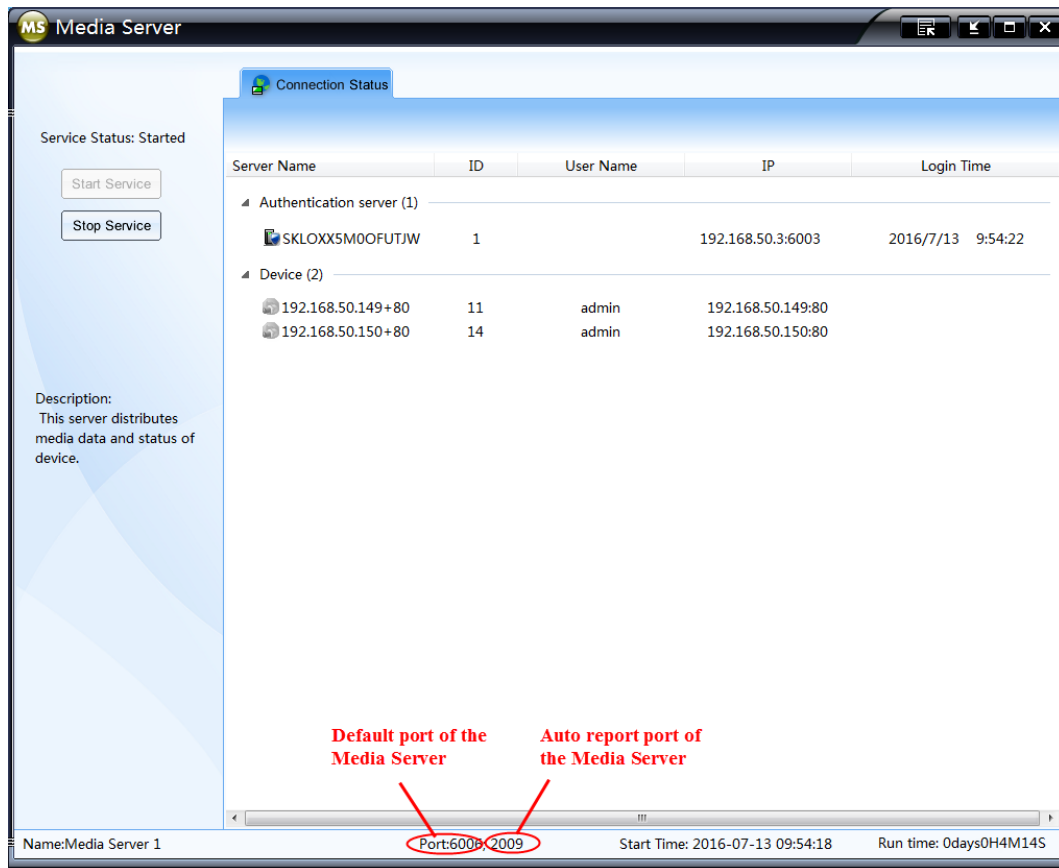 MS Media Server
Connection Status
Service Status: Started
Start Service
Stop Service
Description:
This server distributes
media data and status of
device.
Server Name ID User Name IP Login Time
Authentication server (1)
SKLOXX5M0OFUTJW 1 192.168.50.3:6003 2016/7/13 9:54:22
Device (2)
192.168.50.149+80 11 admin 192.168.50.149:80
192.168.50.150+80 14 admin 192.168.50.150:80
Default port of the
Media Server
Auto report port of
the Media Server
Name:Media Server 1 Port:6006, 2009 Start Time: 2016-07-13 09:54:18 Run time: 0days0H4M14S